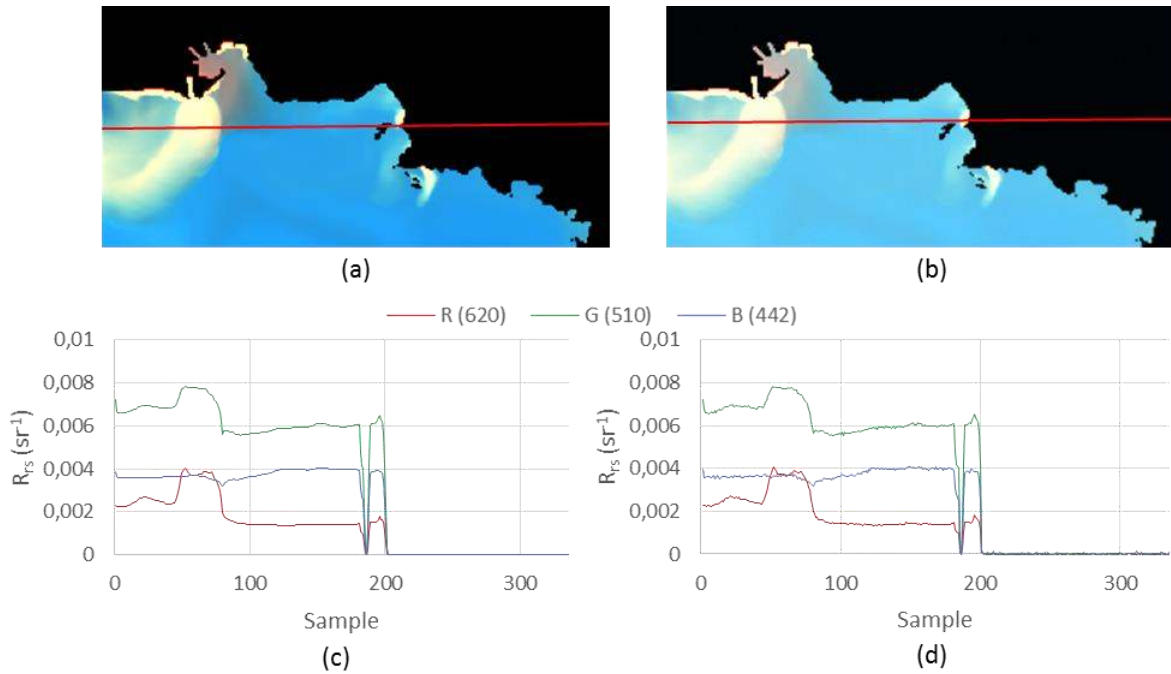 (a)
(b)
R (620) G (510) B (442)
0,01
0,008
0,006
0,004
0,002
0
Rrs (sr-1)
0 100 200 300
Sample
(c)
0,01
0,008
0,006
0,004
0,002
0
Rrs (sr-1)
0 100 200 300
Sample
(d)